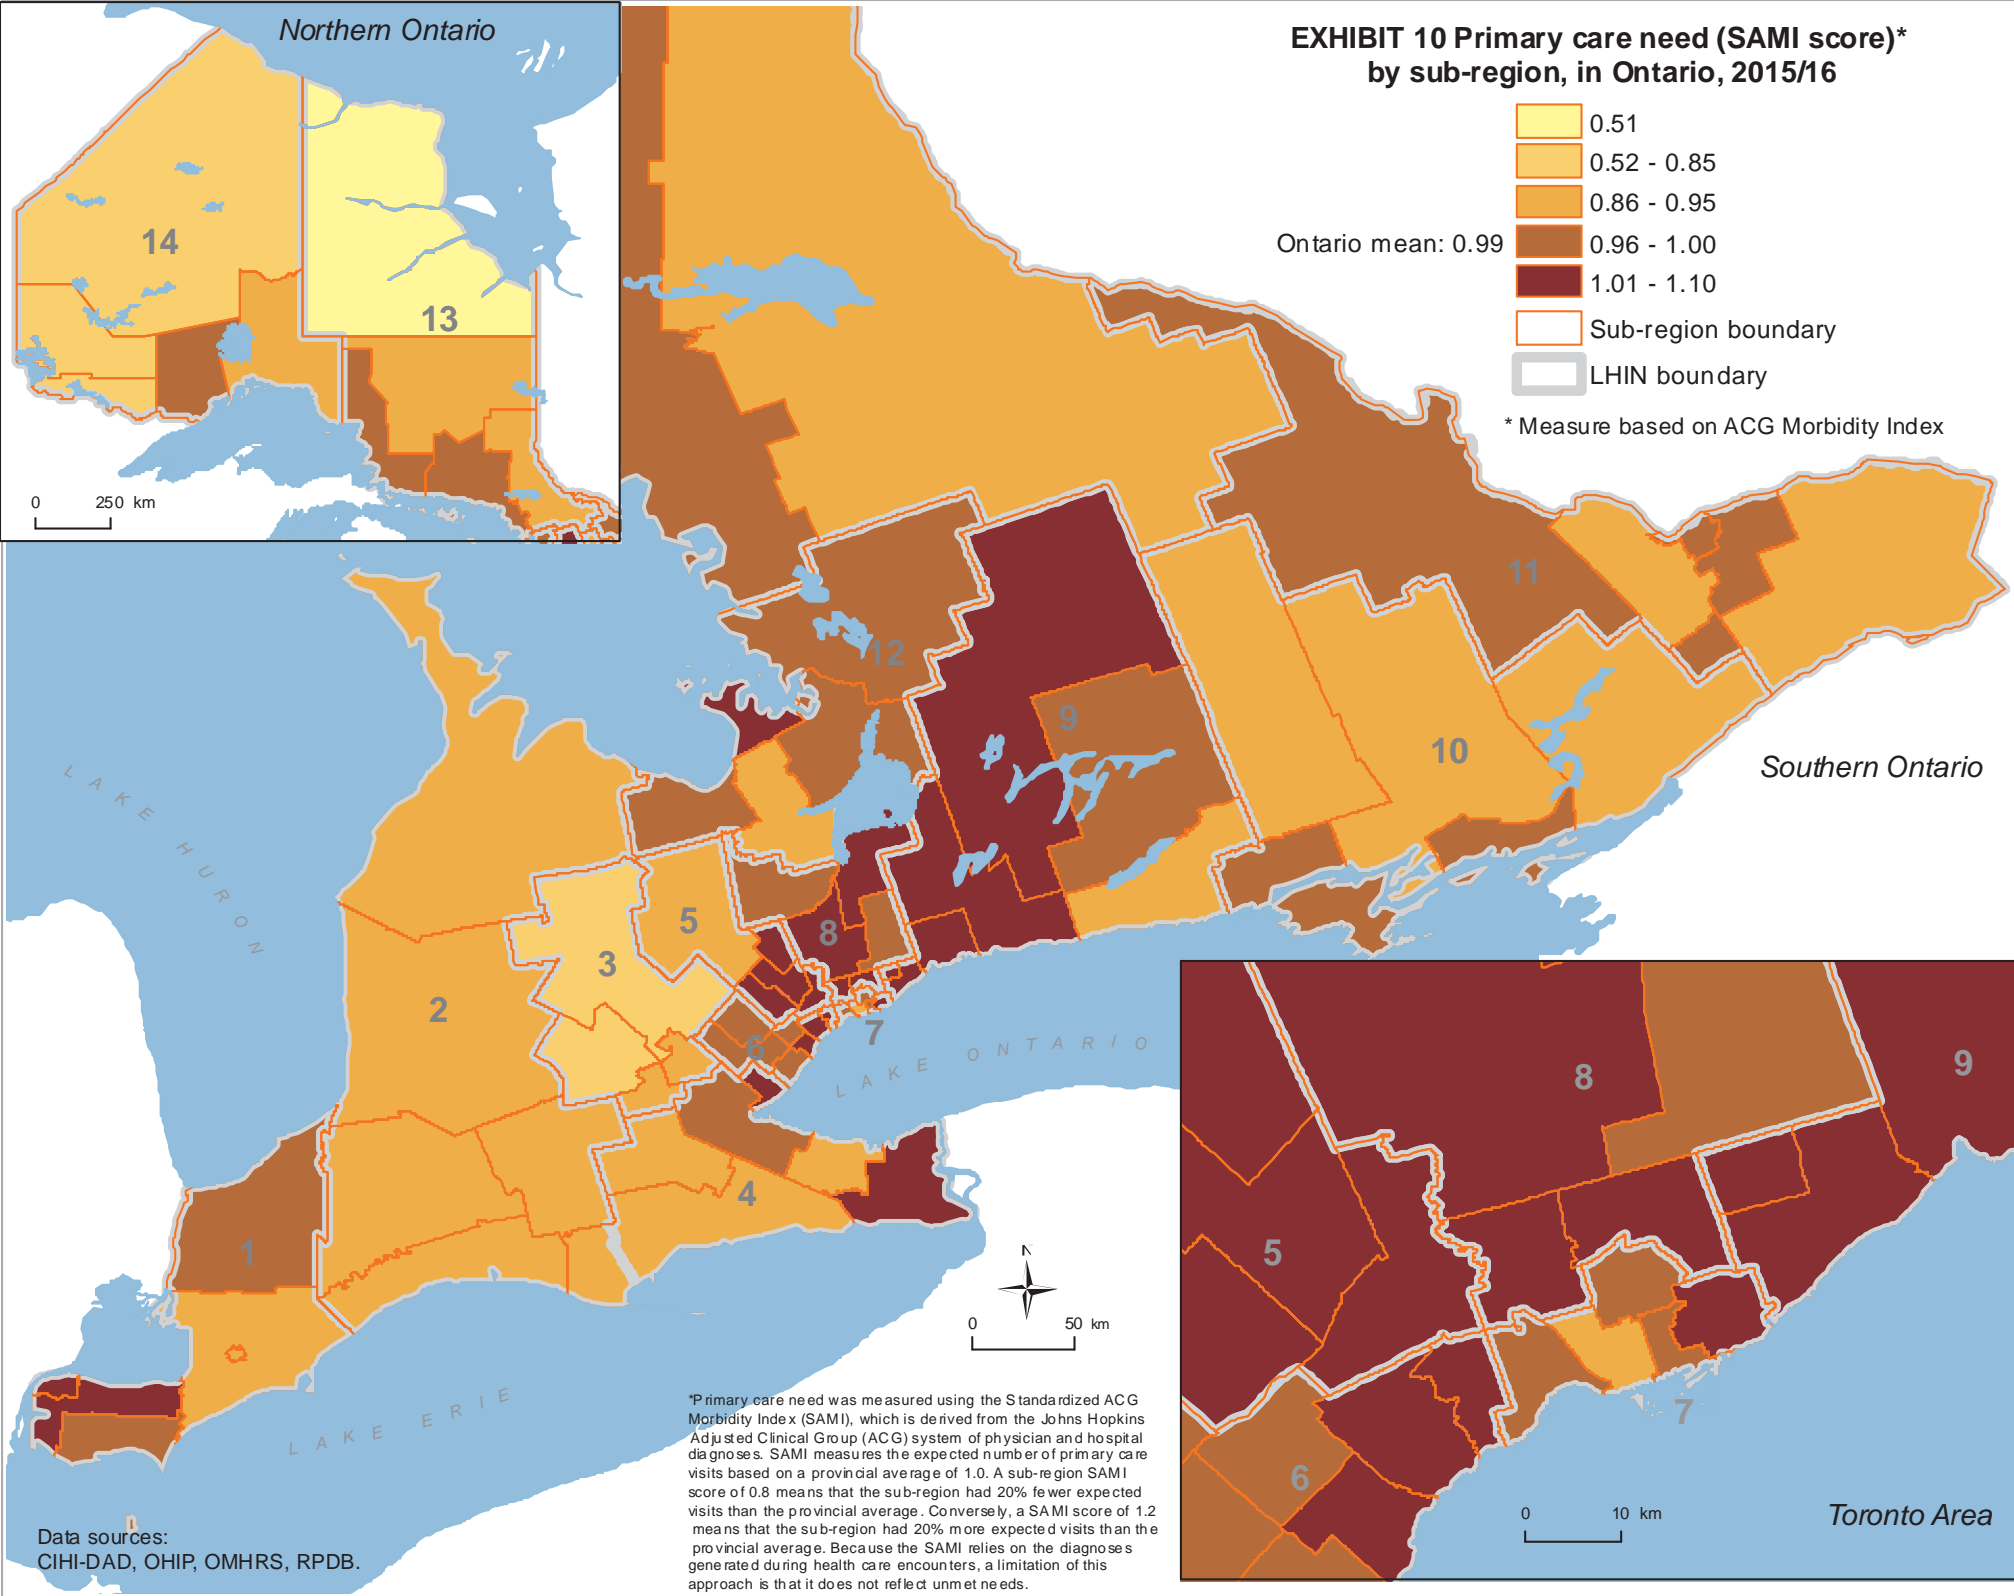 Northern Ontario
EXHIBIT 10 Primary care need (SAMI score)*
by sub-region, in Ontario, 2015/16
0.51
0.52 - 0.85
0.86 - 0.95
Ontario mean: 0.99
0.96 - 1.00
1.01 - 1.10
Sub-region boundary
LHIN boundary
* Measure based on ACG Morbidity Index
14
13
0 250 km
11
12
9
10
Southern Ontario
LAKE HURON
5
8
3
2
7
6
LAKE ONTARIO
4
1
N
0 50 km
LAKE ERIE
8
9
5
7
6
0 10 km
Toronto Area
*Primary care need was measured using the Standardized ACG
Morbidity Index (SAMI), which is derived from the Johns Hopkins
Adjusted Clinical Group (ACG) system of physician and hospital
diagnoses. SAMI measures the expected number of primary care
visits based on a provincial average of 1.0. A sub-region SAMI
score of 0.8 means that the sub-region had 20% fewer expected
visits than the provincial average. Conversely, a SAMI score of 1.2
means that the sub-region had 20% more expected visits than the
provincial average. Because the SAMI relies on the diagnoses
generated during health care encounters, a limitation of this
approach is that it does not reflect unmet needs.
Data sources:
CIHI-DAD, OHIP, OMHRS, RPDB.